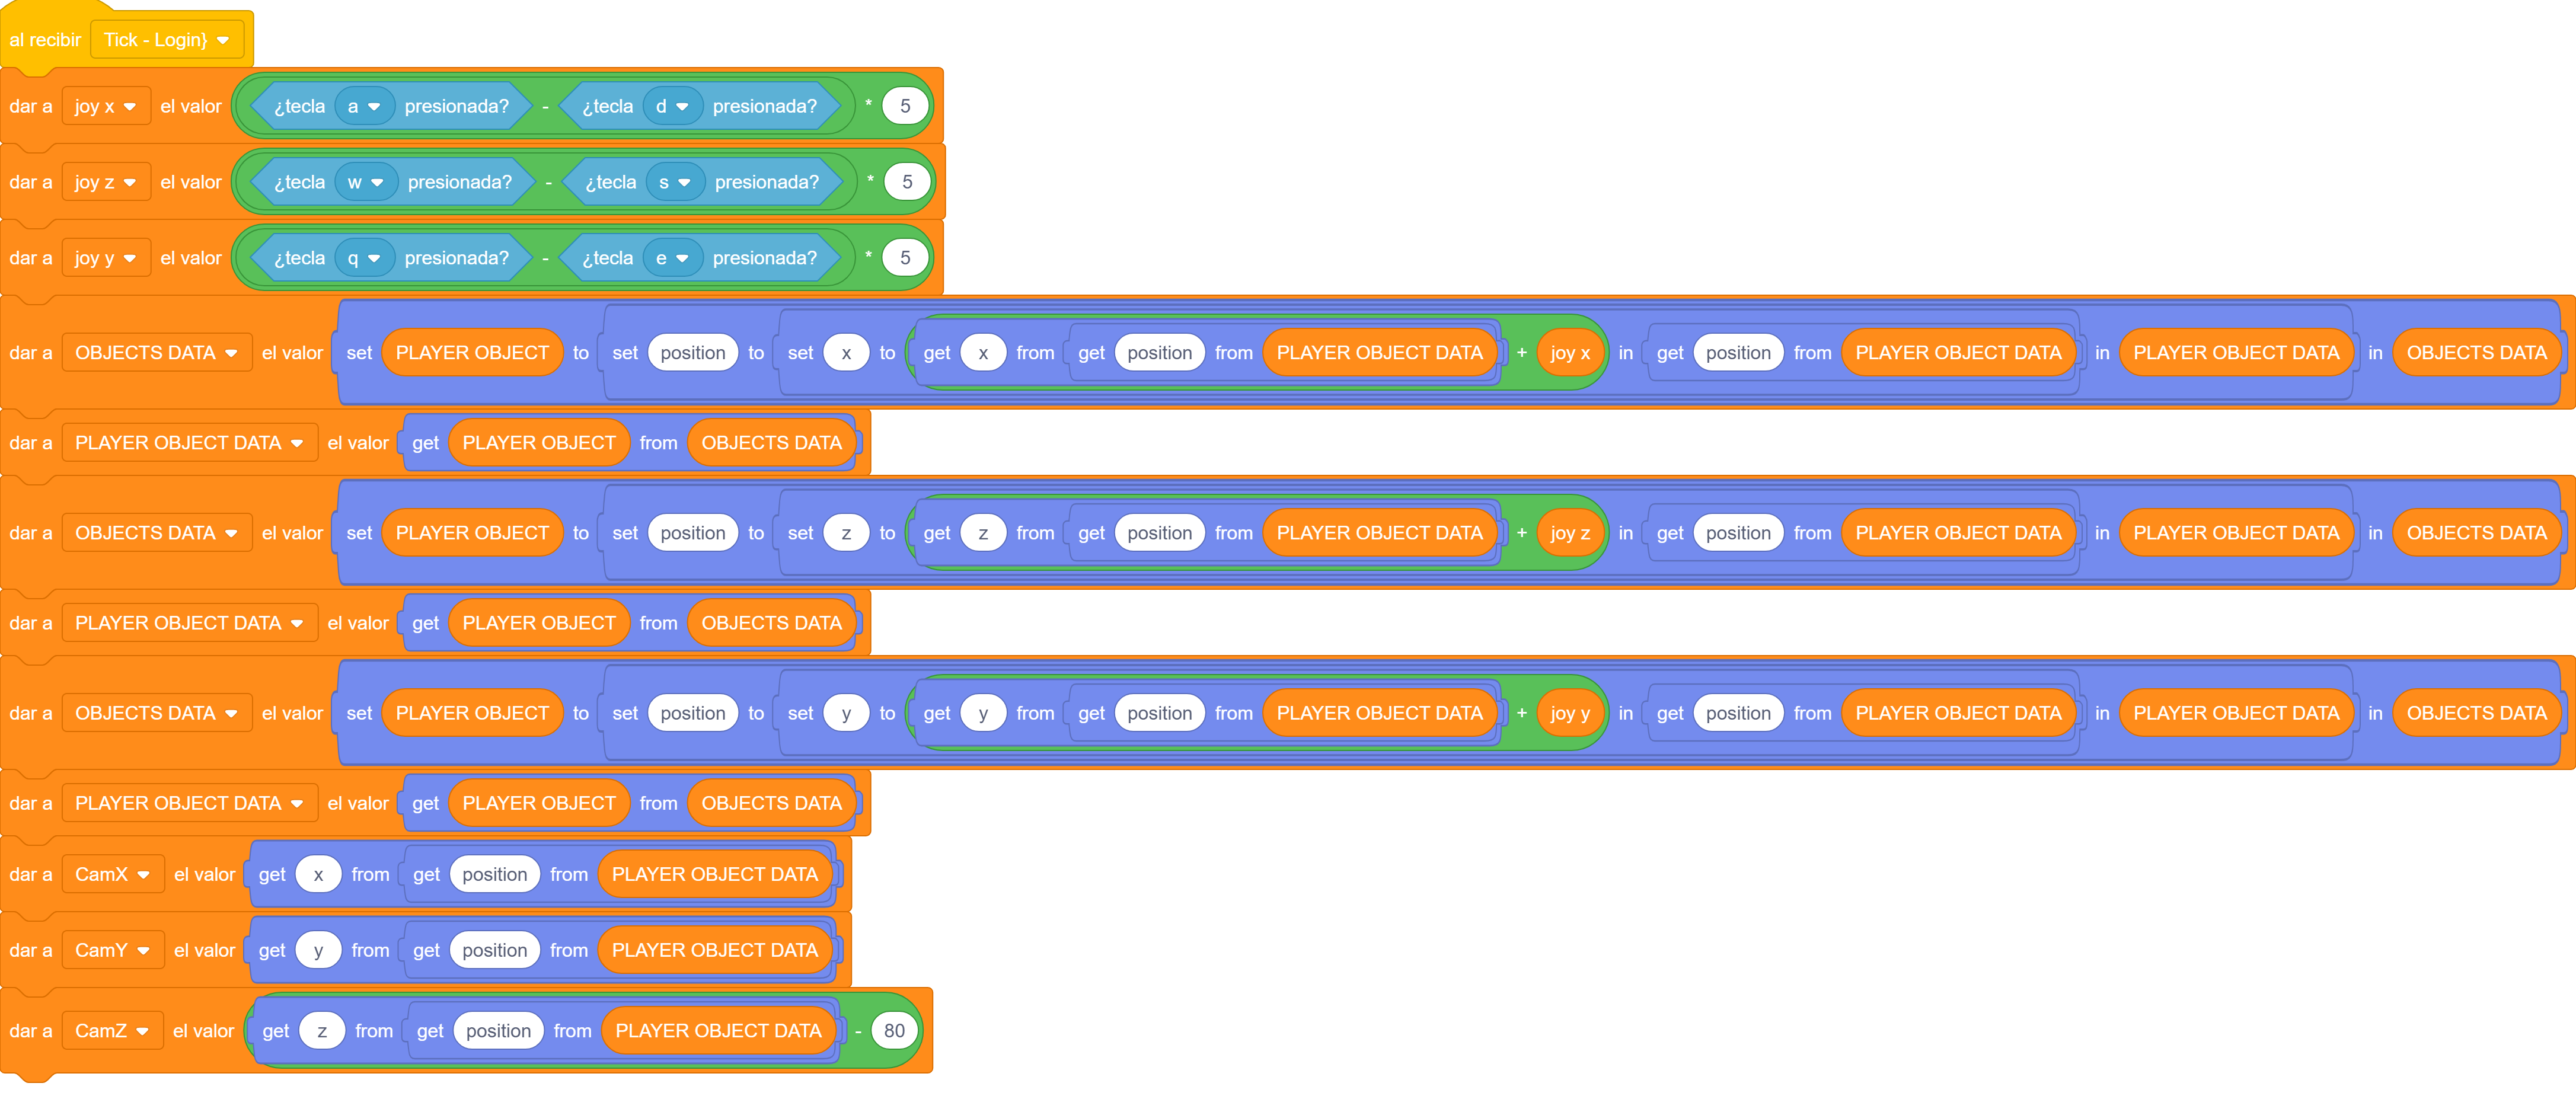 al recibir Tick - Login}
dar a joy x el valor ¿tecla a presionada? - ¿tecla d presionada? * 5
dar a joy z el valor ¿tecla w presionada? - ¿tecla s presionada? * 5
dar a joy y el valor ¿tecla q presionada? - ¿tecla e presionada? * 5
dar a OBJECTS DATA el valor set PLAYER OBJECT to set position to set x to get x from get position from PLAYER OBJECT DATA + joy x in get position from PLAYER OBJECT DATA in PLAYER OBJECT DATA in OBJECTS DATA
dar a PLAYER OBJECT DATA el valor get PLAYER OBJECT from OBJECTS DATA
dar a OBJECTS DATA el valor set PLAYER OBJECT to set position to set z to get z from get position from PLAYER OBJECT DATA + joy z in get position from PLAYER OBJECT DATA in PLAYER OBJECT DATA in OBJECTS DATA
dar a PLAYER OBJECT DATA el valor get PLAYER OBJECT from OBJECTS DATA
dar a OBJECTS DATA el valor set PLAYER OBJECT to set position to set y to get y from get position from PLAYER OBJECT DATA + joy y in get position from PLAYER OBJECT DATA in PLAYER OBJECT DATA in OBJECTS DATA
dar a PLAYER OBJECT DATA el valor get PLAYER OBJECT from OBJECTS DATA
dar a CamX el valor get x from get position from PLAYER OBJECT DATA
dar a CamY el valor get y from get position from PLAYER OBJECT DATA
dar a CamZ el valor get z from get position from PLAYER OBJECT DATA - 80